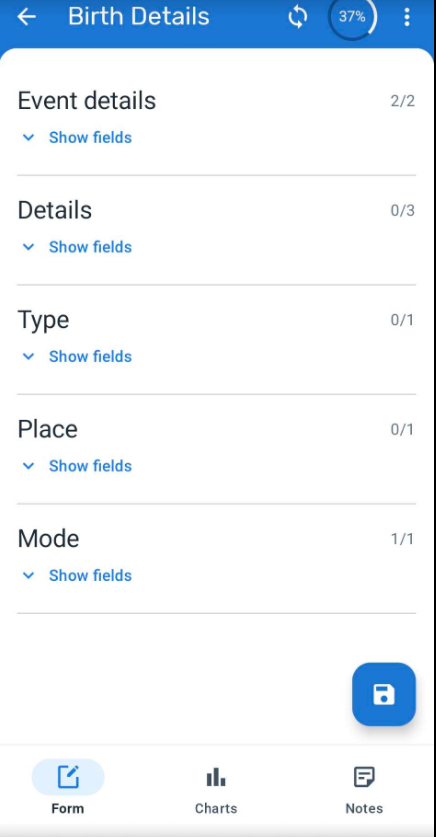 Birth Details
37%
Event details
2/2
Show fields
Details
0/3
Show fields
Type
0/1
Show fields
Place
0/1
Show fields
Mode
1/1
Show fields
Form
Charts
Notes